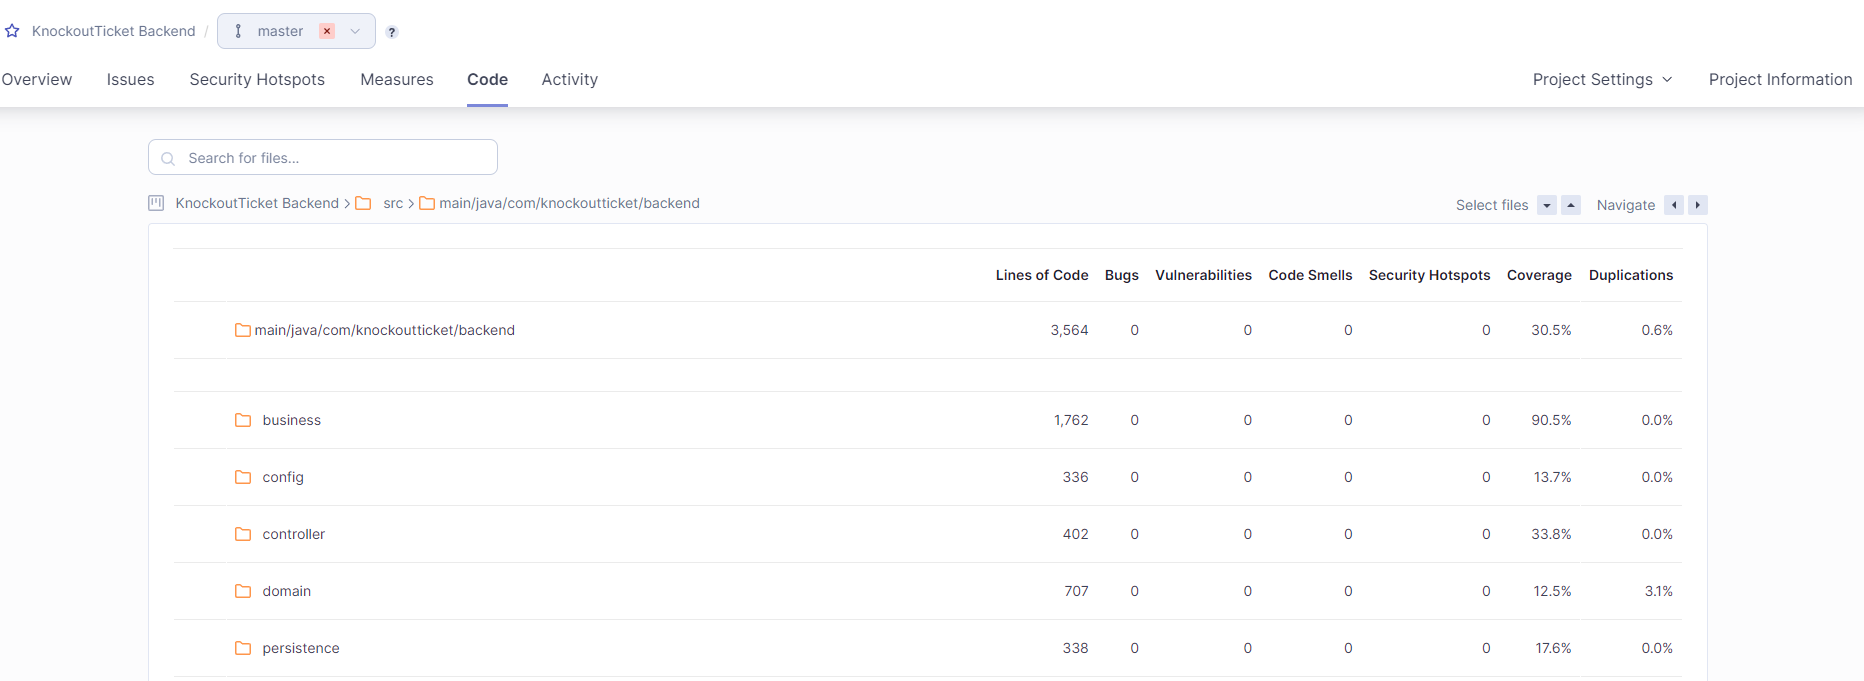 KnockoutTicket Backend / master ?
Overview Issues Security Hotspots Measures Code Activity Project Settings Project Information
Search for files...
KnockoutTicket Backend > src > main/java/com/knockoutticket/backend Select files Navigate
Lines of Code Bugs Vulnerabilities Code Smells Security Hotspots Coverage Duplications
main/java/com/knockoutticket/backend 3,564 0 0 0 0 30.5% 0.6%
business 1,762 0 0 0 0 90.5% 0.0%
config 336 0 0 0 0 13.7% 0.0%
controller 402 0 0 0 0 33.8% 0.0%
domain 707 0 0 0 0 12.5% 3.1%
persistence 338 0 0 0 0 17.6% 0.0%